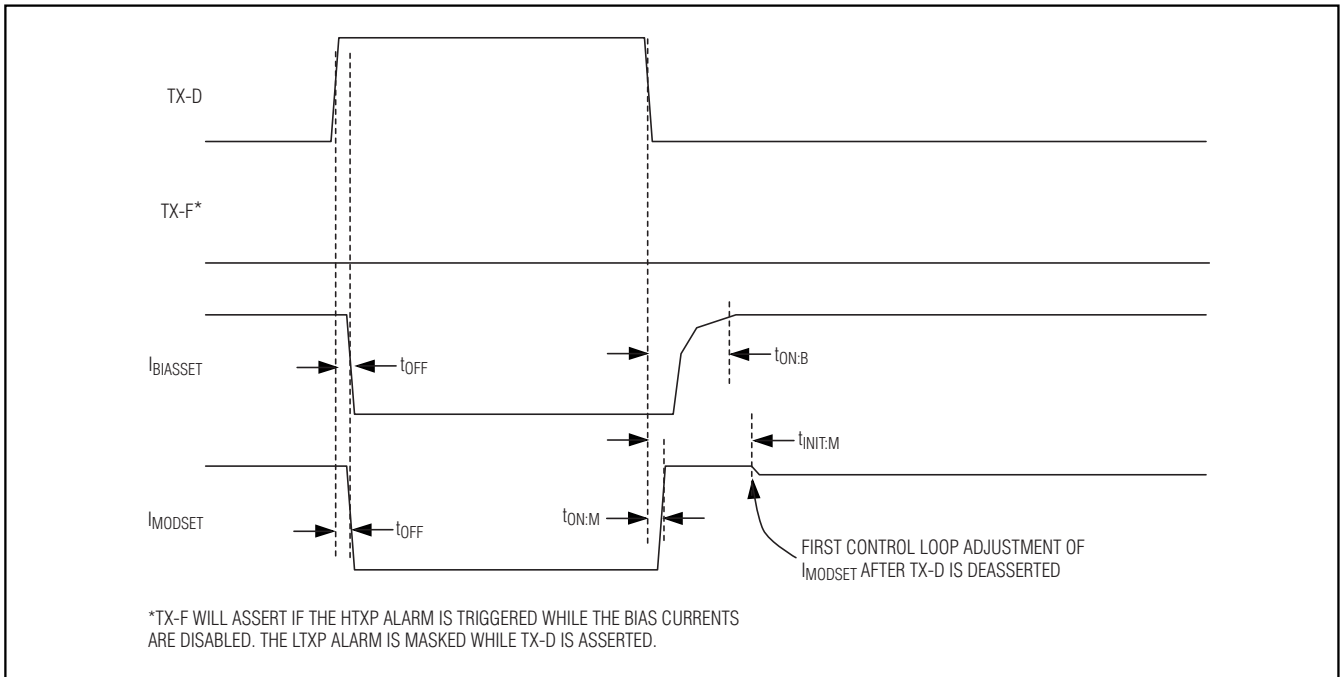 TX-D
TX-F*
IBIASSET
tOFF
tON:B
tINIT:M
IMODSET
tOFF
tON:M
FIRST CONTROL LOOP ADJUSTMENT OF
IMODSET AFTER TX-D IS DEASSERTED
*TX-F WILL ASSERT IF THE HTXP ALARM IS TRIGGERED WHILE THE BIAS CURRENTS
ARE DISABLED. THE LTXP ALARM IS MASKED WHILE TX-D IS ASSERTED.